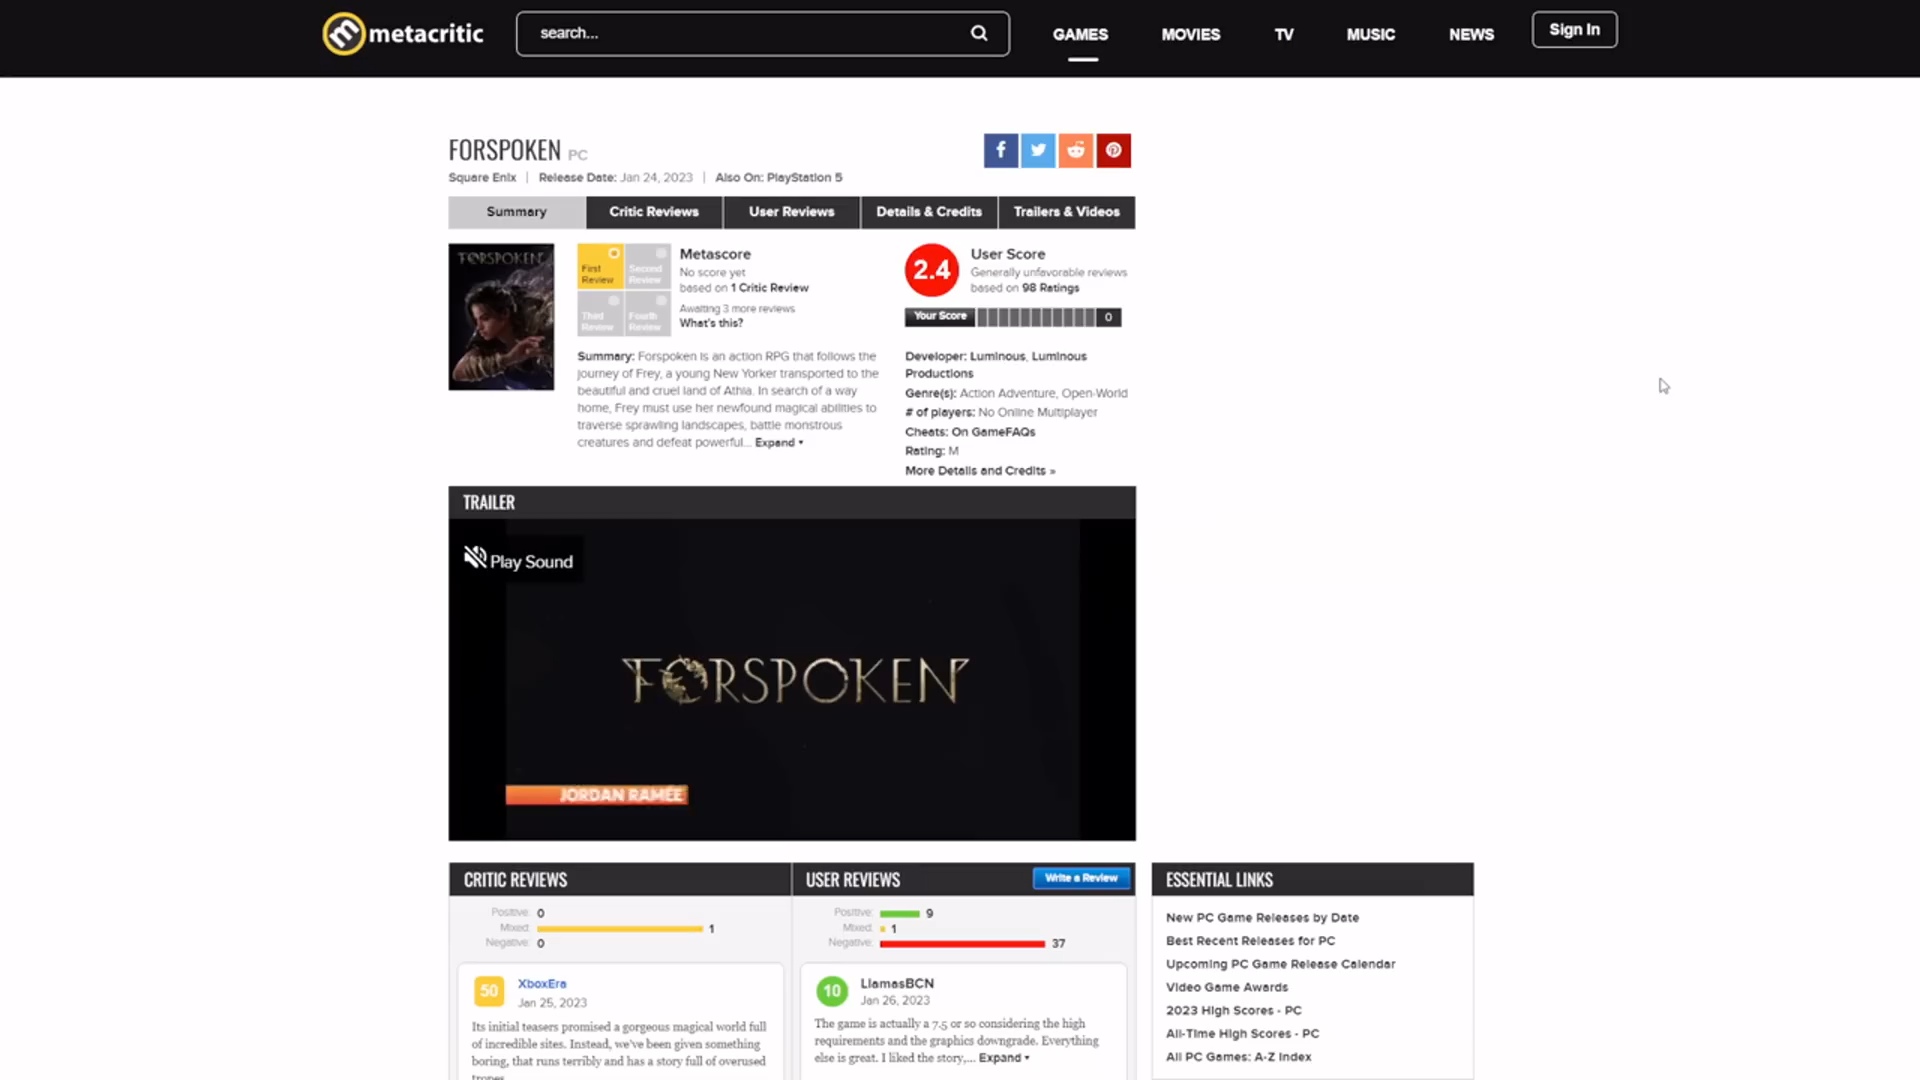 metacritic
search...
GAMES
MOVIES
TV
MUSIC
NEWS
Sign In
FORSPOKEN PC
Square Enix | Release Date: Jan 24, 2023 | Also On: PlayStation 5
Summary
Critic Reviews
User Reviews
Details & Credits
Trailers & Videos
FORSPOKEN
First Review
Second Review
Third Review
Fourth Review
Metascore
No score yet
based on 1 Critic Review
Awaiting 3 more reviews
What's this?
2.4
User Score
Generally unfavorable reviews
based on 98 Ratings
Your Score
0
Summary: Forspoken is an action RPG that follows the
journey of Frey, a young New Yorker transported to the
beautiful and cruel land of Athia. In search of a way
home, Frey must use her newfound magical abilities to
traverse sprawling landscapes, battle monstrous
creatures and defeat powerful... Expand
Developer: Luminous, Luminous
Productions
Genre(s): Action Adventure, Open-World
# of players: No Online Multiplayer
Cheats: On GameFAQs
Rating: M
More Details and Credits »
TRAILER
Play Sound
FORSPOKEN
JORDAN RAMÉE
CRITIC REVIEWS
Positive: 0
Mixed: 1
Negative: 0
50
XboxEra
Jan 25, 2023
Its initial teasers promised a gorgeous magical world full
of incredible sites. Instead, we've been given something
boring, that runs terribly and has a story full of overused
tropes.
USER REVIEWS
Write a Review
Positive: 9
Mixed: 1
Negative: 37
10
LlamasBCN
Jan 26, 2023
The game is actually a 7.5 or so considering the high
requirements and the graphics downgrade. Everything
else is great. I liked the story,... Expand
ESSENTIAL LINKS
New PC Game Releases by Date
Best Recent Releases for PC
Upcoming PC Game Release Calendar
Video Game Awards
2023 High Scores - PC
All-Time High Scores - PC
All PC Games: A-Z Index